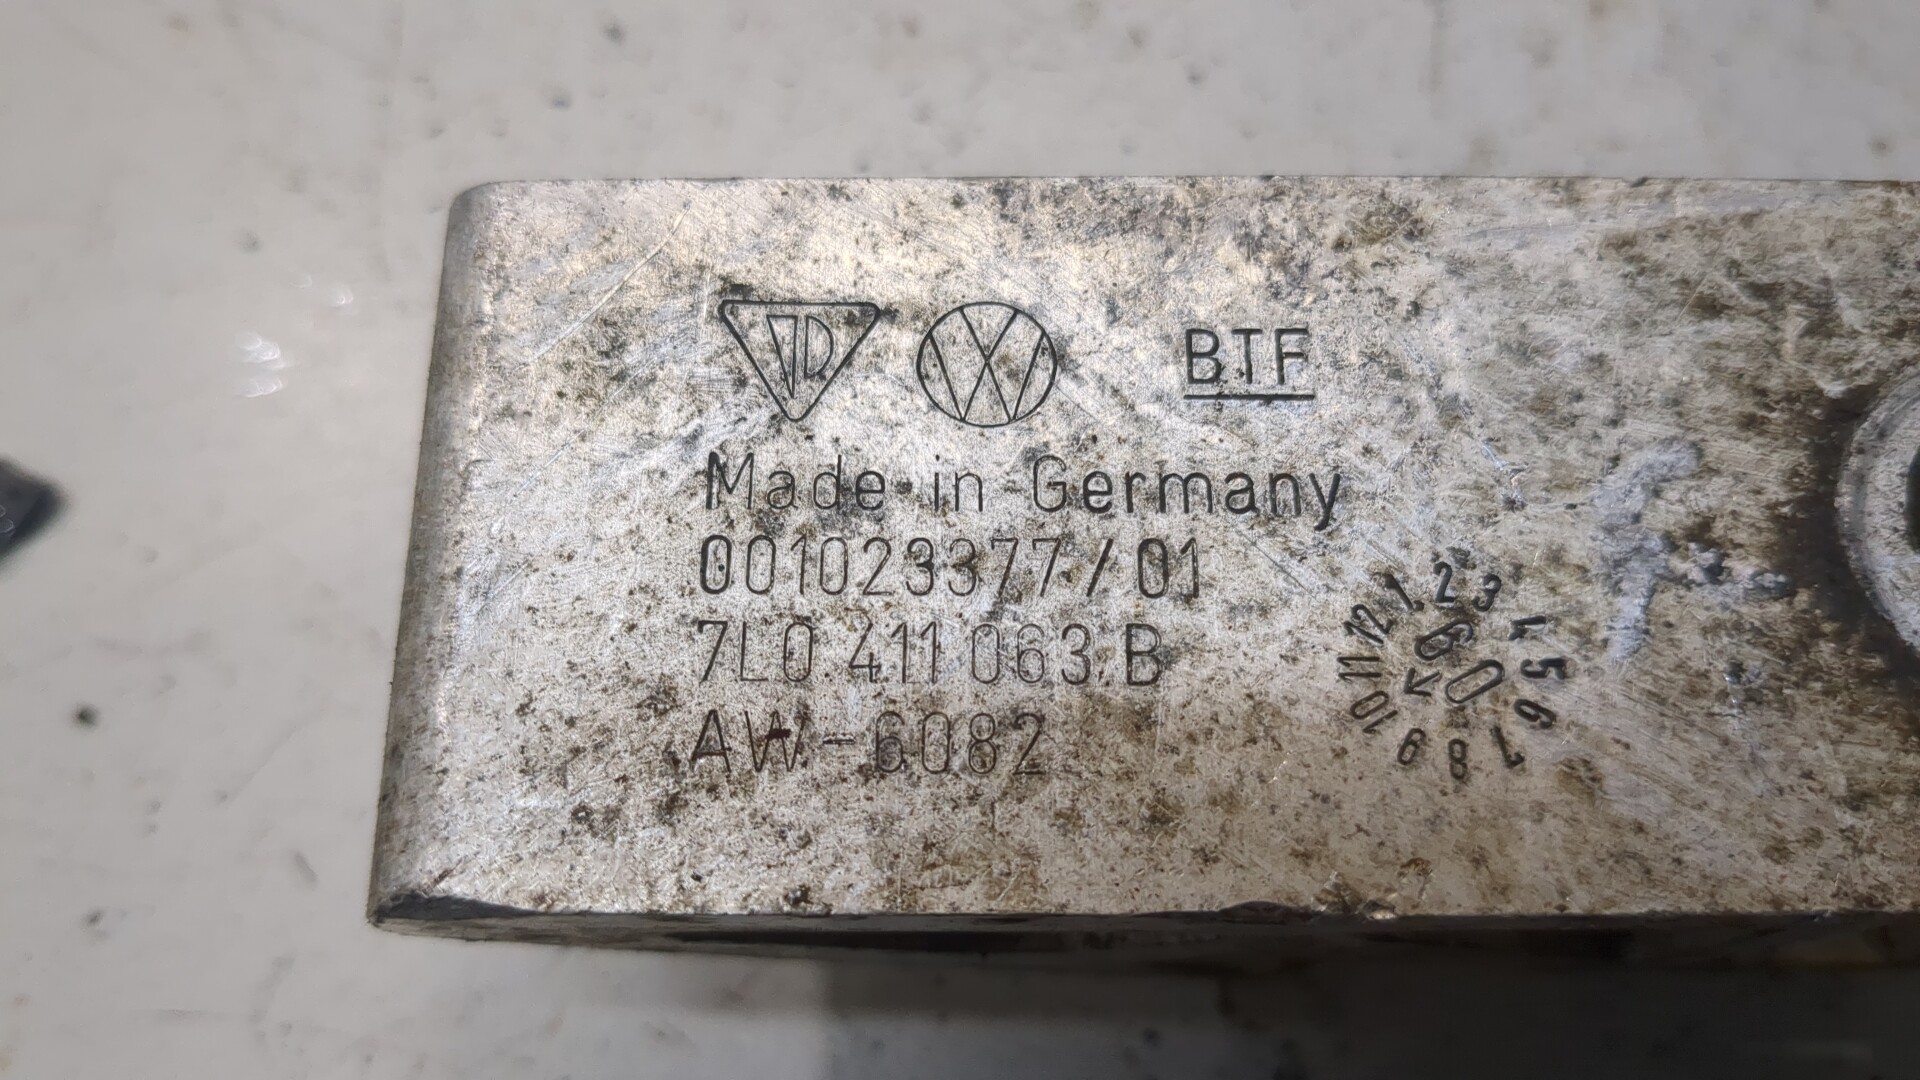 BTF
Made in Germany
001023377/01
7L0 411 063 B
AW-6082
1 2 3 4 5 6 7 8 9 10 11 12